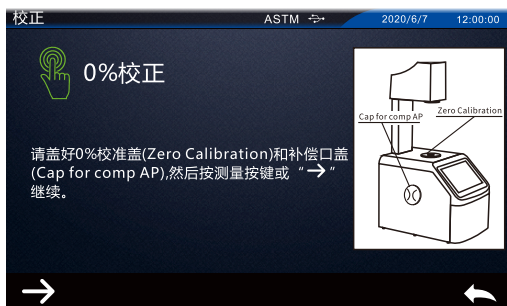 校正 ASTM 2020/6/7 12:00:00
0%校正
Cap for comp AP
Zero Calibration
请盖好0%校准盖(Zero Calibration)和补偿口盖
(Cap for comp AP),然后按测量按键或“→”
继续。